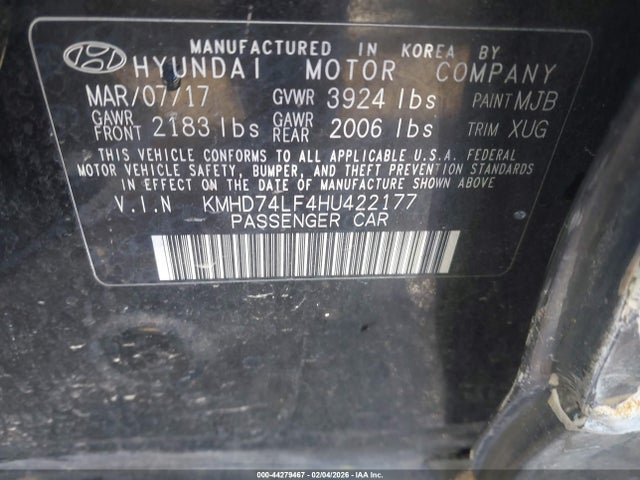 MANUFACTURED IN KOREA BY
HYUNDAI MOTOR COMPANY
MAR/07/17 GVWR 3924 lbs PAINT MJB
GAWR FRONT 2183 lbs GAWR REAR 2006 lbs TRIM XUG
THIS VEHICLE CONFORMS TO ALL APPLICABLE U.S.A. FEDERAL
MOTOR VEHICLE SAFETY, BUMPER, AND THEFT PREVENTION STANDARDS
IN EFFECT ON THE DATE OF MANUFACTURE SHOWN ABOVE
V.I.N KMHD74LF4HU422177
PASSENGER CAR
000-44279467 - 02/04/2026 - IAA Inc.